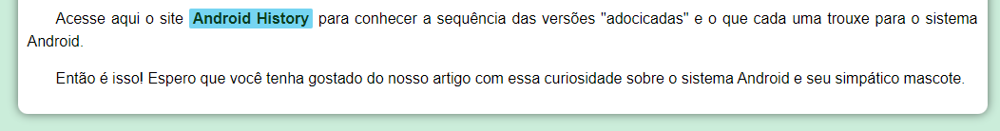 Acesse aqui o site Android History para conhecer a sequência das versões "adocicadas" e o que cada uma trouxe para o sistema
Android.
Então é isso! Espero que você tenha gostado do nosso artigo com essa curiosidade sobre o sistema Android e seu simpático mascote.